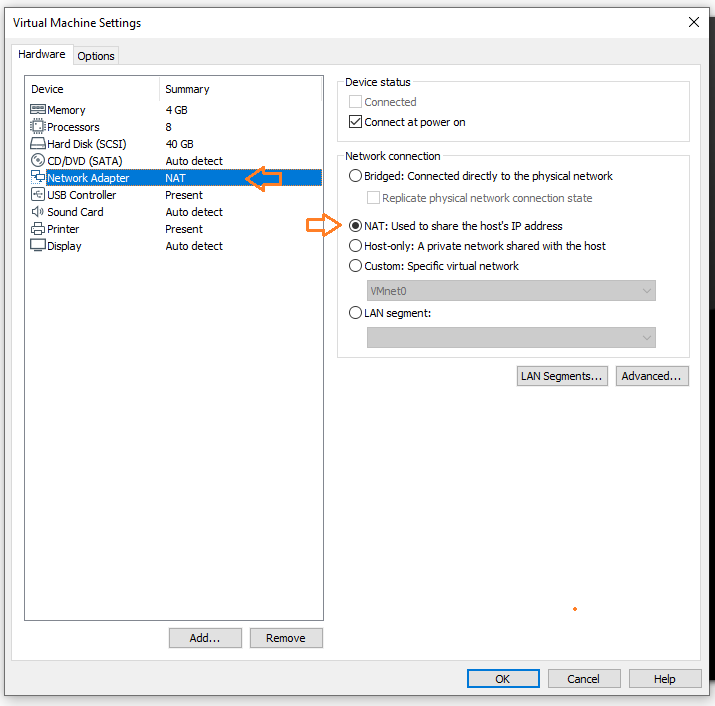 Virtual Machine Settings
Hardware
Options
Device Summary
Memory 4 GB
Processors 8
Hard Disk (SCSI) 40 GB
CD/DVD (SATA) Auto detect
Network Adapter NAT
USB Controller Present
Sound Card Auto detect
Printer Present
Display Auto detect
Add...
Remove
Device status
Connected
Connect at power on
Network connection
Bridged: Connected directly to the physical network
Replicate physical network connection state
NAT: Used to share the host's IP address
Host-only: A private network shared with the host
Custom: Specific virtual network
VMnet0
LAN segment:
LAN Segments...
Advanced...
OK
Cancel
Help